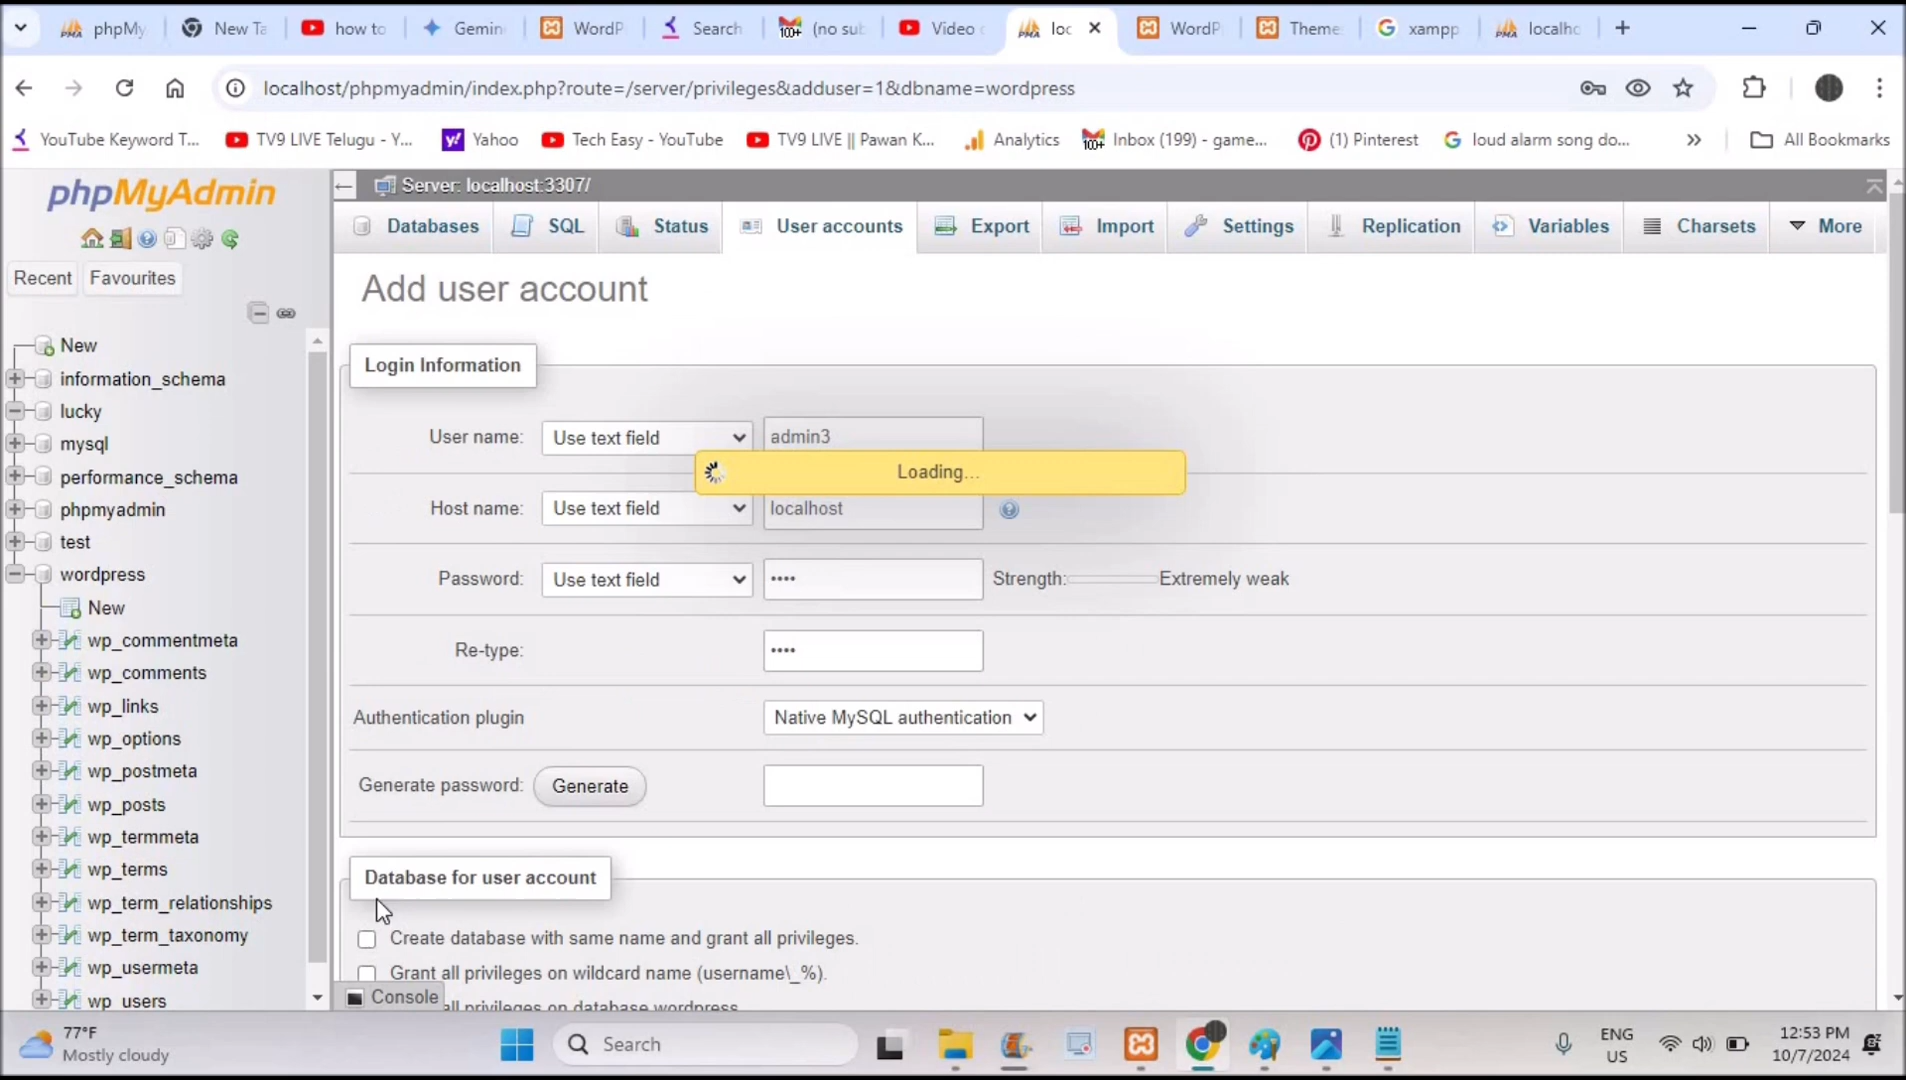 phpMy
New Ta
how to
Gemini
WordP
Search
(no sub
Video
loc
WordP
Theme
xampp
localho
localhost/phpmyadmin/index.php?route=/server/privileges&adduser=1&dbname=wordpress
YouTube Keyword T...
TV9 LIVE Telugu - Y...
Yahoo
Tech Easy - YouTube
TV9 LIVE || Pawan K...
Analytics
Inbox (199) - game...
(1) Pinterest
loud alarm song do...
All Bookmarks
phpMyAdmin
Recent
Favourites
New
information_schema
lucky
mysql
performance_schema
phpmyadmin
test
wordpress
New
wp_commentmeta
wp_comments
wp_links
wp_options
wp_postmeta
wp_posts
wp_termmeta
wp_terms
wp_term_relationships
wp_term_taxonomy
wp_usermeta
wp_users
Server: localhost:3307/
Databases
SQL
Status
User accounts
Export
Import
Settings
Replication
Variables
Charsets
More
Add user account
Login Information
User name: Use text field admin3
Loading...
Host name: Use text field localhost
Password: Use text field •••• Strength: Extremely weak
Re-type: ••••
Authentication plugin Native MySQL authentication
Generate password: Generate
Database for user account
Create database with same name and grant all privileges.
Grant all privileges on wildcard name (username\_%).
all privileges on database wordpress
Console
77°F
Mostly cloudy
Search
ENG
US
12:53 PM
10/7/2024